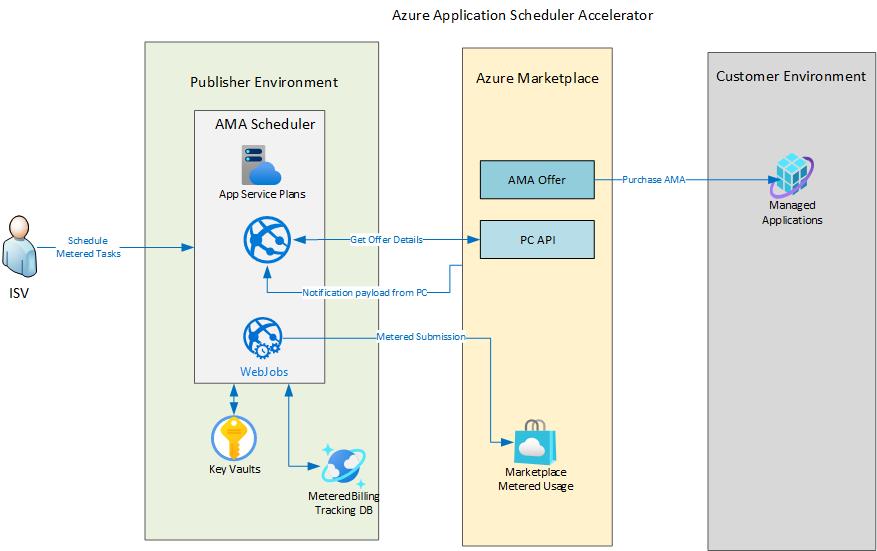 Azure Application Scheduler Accelerator
Publisher Environment
Azure Marketplace
Customer Environment
AMA Scheduler
App Service Plans
AMA Offer
Purchase AMA
Managed
Applications
Schedule
Metered Tasks
Get Offer Details
PC API
ISV
Notification payload from PC
Metered Submission
WebJobs
Key Vaults
Marketplace
Metered Usage
MeteredBilling
Tracking DB